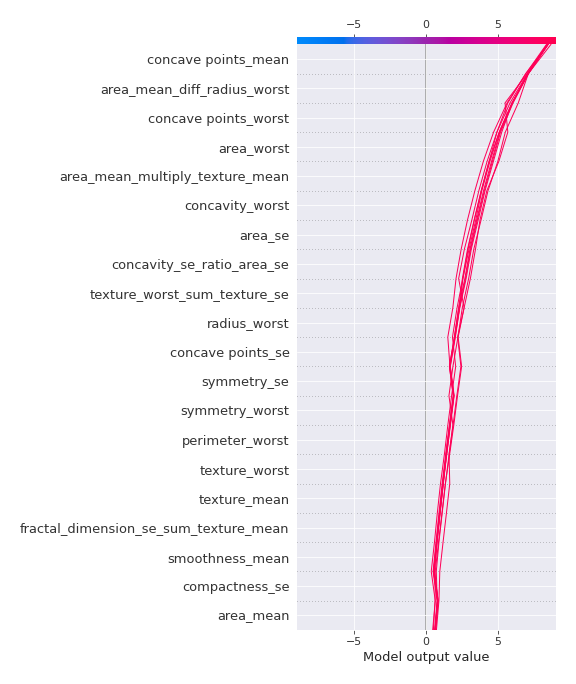 −5 0 5
concave points_mean
area_mean_diff_radius_worst
concave points_worst
area_worst
area_mean_multiply_texture_mean
concavity_worst
area_se
concavity_se_ratio_area_se
texture_worst_sum_texture_se
radius_worst
concave points_se
symmetry_se
symmetry_worst
perimeter_worst
texture_worst
texture_mean
fractal_dimension_se_sum_texture_mean
smoothness_mean
compactness_se
area_mean
−5 0 5
Model output value